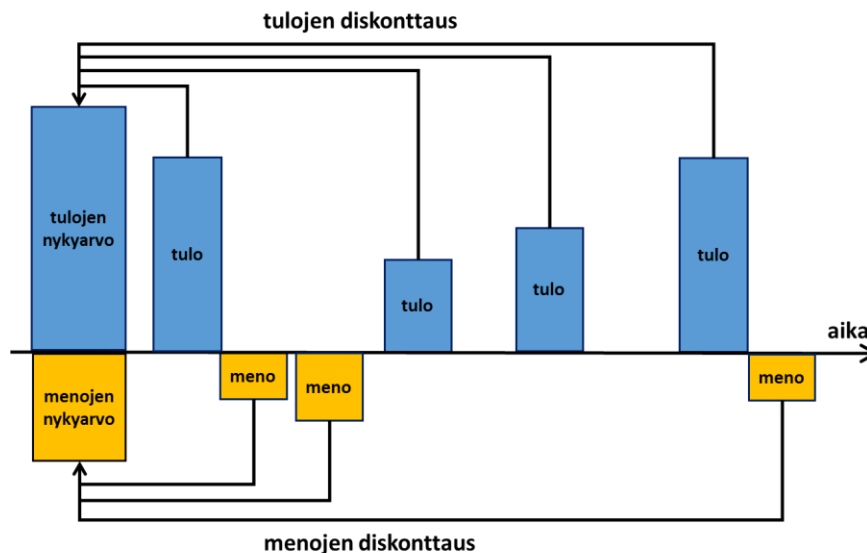 tulojen diskonttaus
tulojen
nykyarvo
tulo
tulo
tulo
tulo
aika
menojen
nykyarvo
meno
meno
meno
menojen diskonttaus